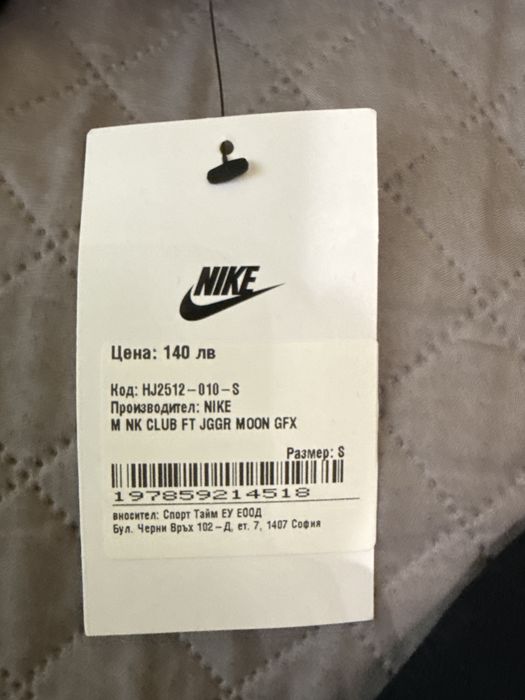 NIKE
Цена: 140 лв
Код: HJ2512-010-S
Производител: NIKE
M NK CLUB FT JGGR MOON GFX
Размер: S
197859214518
вносител: Спорт Тайм ЕУ ЕООД
Бул. Черни Връх 102-Д, ет. 7, 1407 София